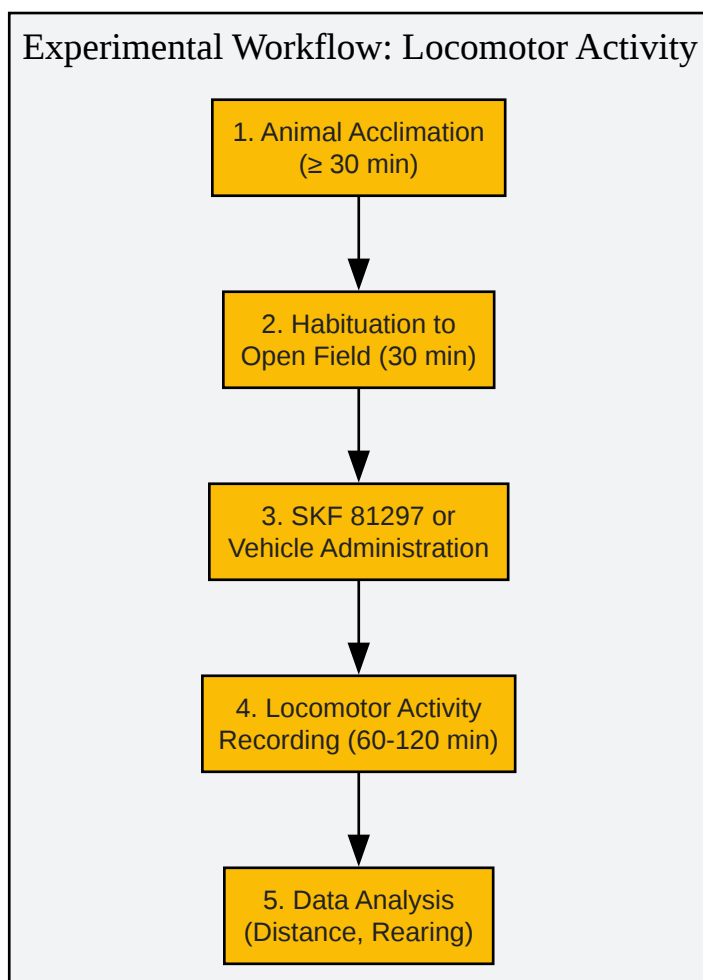 Experimental Workflow: Locomotor Activity
1. Animal Acclimation
(≥ 30 min)
2. Habituation to
Open Field (30 min)
3. SKF 81297 or
Vehicle Administration
4. Locomotor Activity
Recording (60-120 min)
5. Data Analysis
(Distance, Rearing)